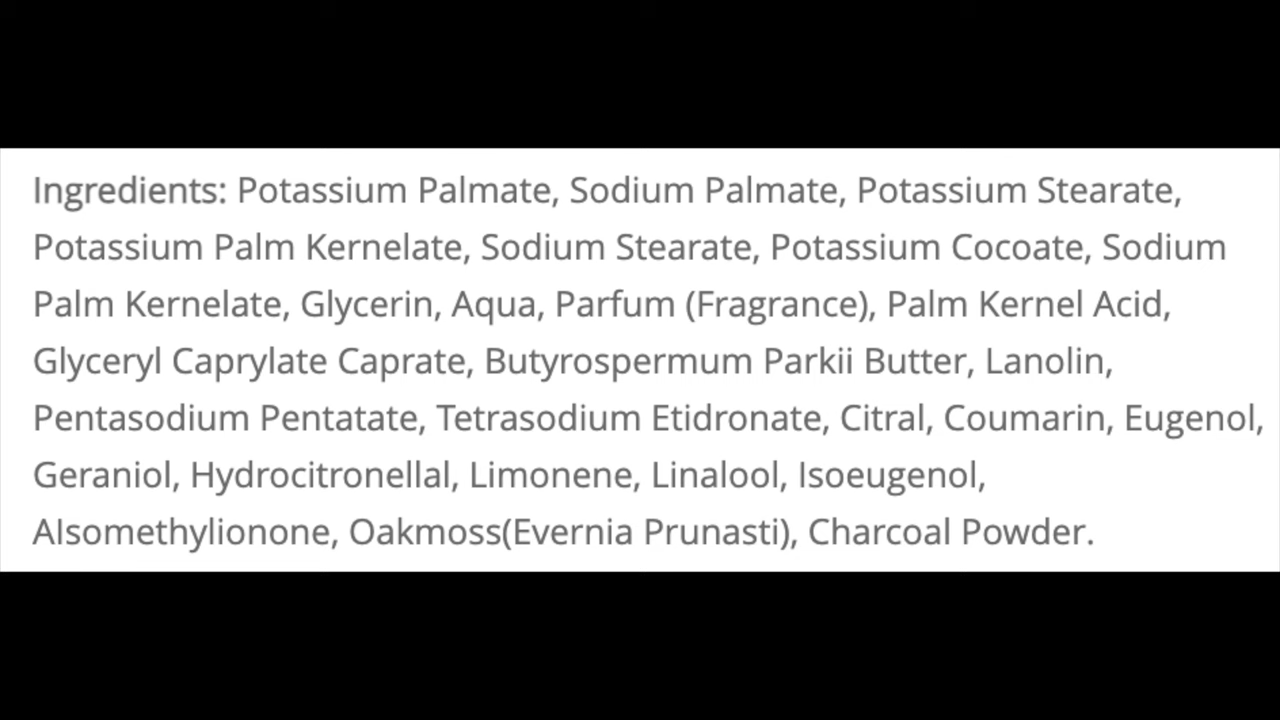 Ingredients: Potassium Palmate, Sodium Palmate, Potassium Stearate,
Potassium Palm Kernelate, Sodium Stearate, Potassium Cocoate, Sodium
Palm Kernelate, Glycerin, Aqua, Parfum (Fragrance), Palm Kernel Acid,
Glyceryl Caprylate Caprate, Butyrospermum Parkii Butter, Lanolin,
Pentasodium Pentatate, Tetrasodium Etidronate, Citral, Coumarin, Eugenol,
Geraniol, Hydrocitronellal, Limonene, Linalool, Isoeugenol,
AIsomethylionone, Oakmoss(Evernia Prunasti), Charcoal Powder.